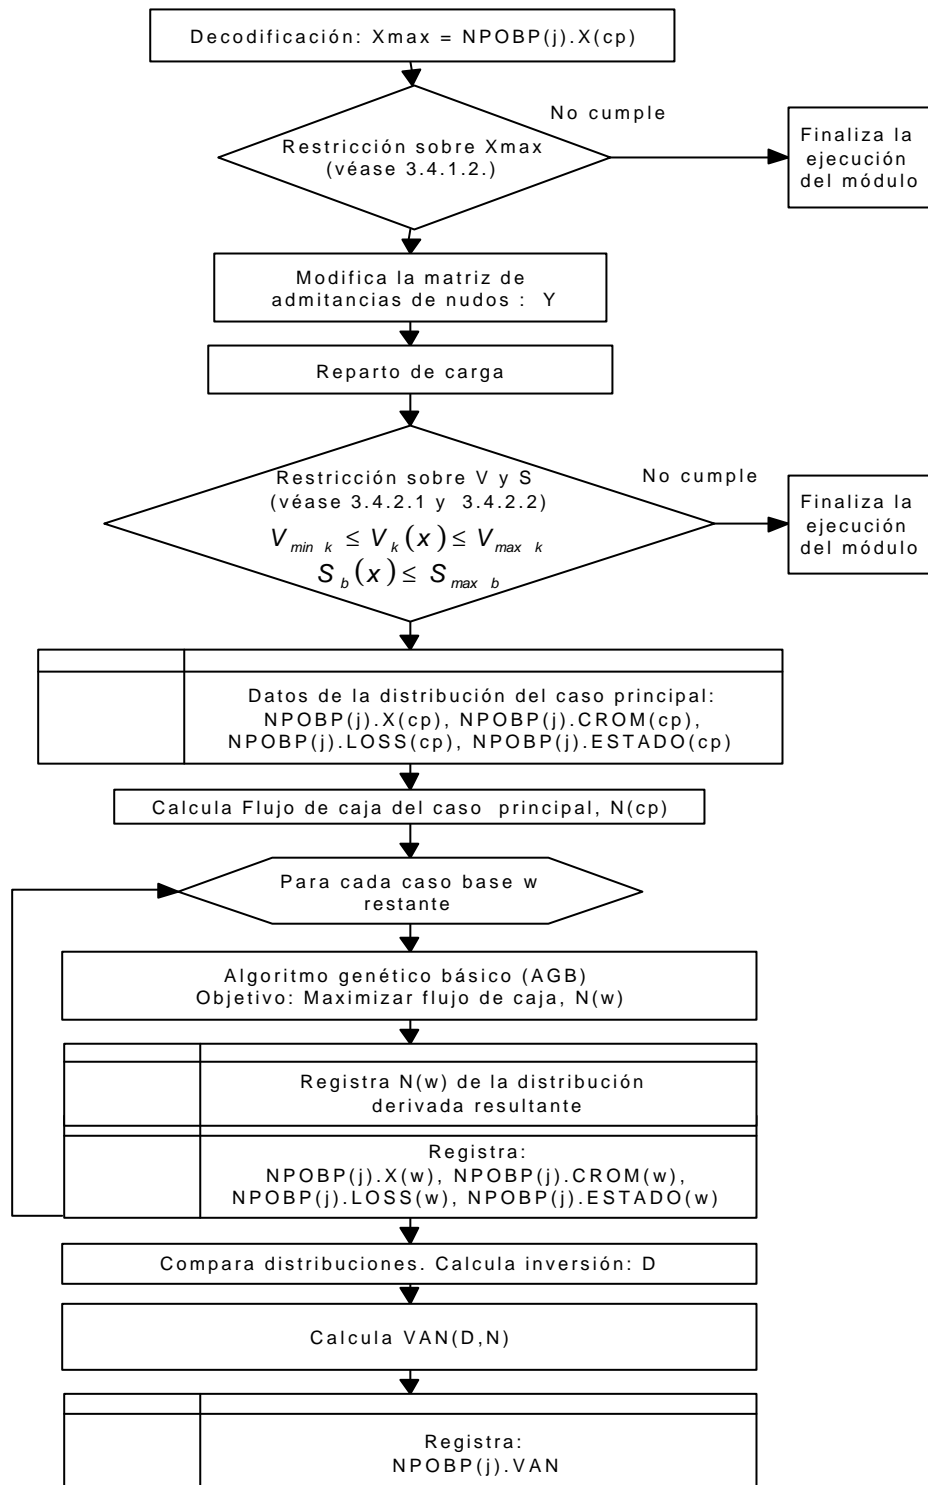 Decodificación: Xmax = NPOBP(j).X(cp)
No cumple
Restricción sobre Xmax
(véase 3.4.1.2.)
Finaliza la
ejecución
del módulo
Modifica la matriz de
admitancias de nudos : Y
Reparto de carga
Restricción sobre V y S
(véase 3.4.2.1 y 3.4.2.2)
V min k ≤ V k (x) ≤ V max k
S b (x) ≤ S max b
No cumple
Finaliza la
ejecución
del módulo
Datos de la distribución del caso principal:
NPOBP(j).X(cp), NPOBP(j).CROM(cp),
NPOBP(j).LOSS(cp), NPOBP(j).ESTADO(cp)
Calcula Flujo de caja del caso principal, N(cp)
Para cada caso base w
restante
Algoritmo genético básico (AGB)
Objetivo: Maximizar flujo de caja, N(w)
Registra N(w) de la distribución
derivada resultante
Registra:
NPOBP(j).X(w), NPOBP(j).CROM(w),
NPOBP(j).LOSS(w), NPOBP(j).ESTADO(w)
Compara distribuciones. Calcula inversión: D
Calcula VAN(D,N)
Registra:
NPOBP(j).VAN